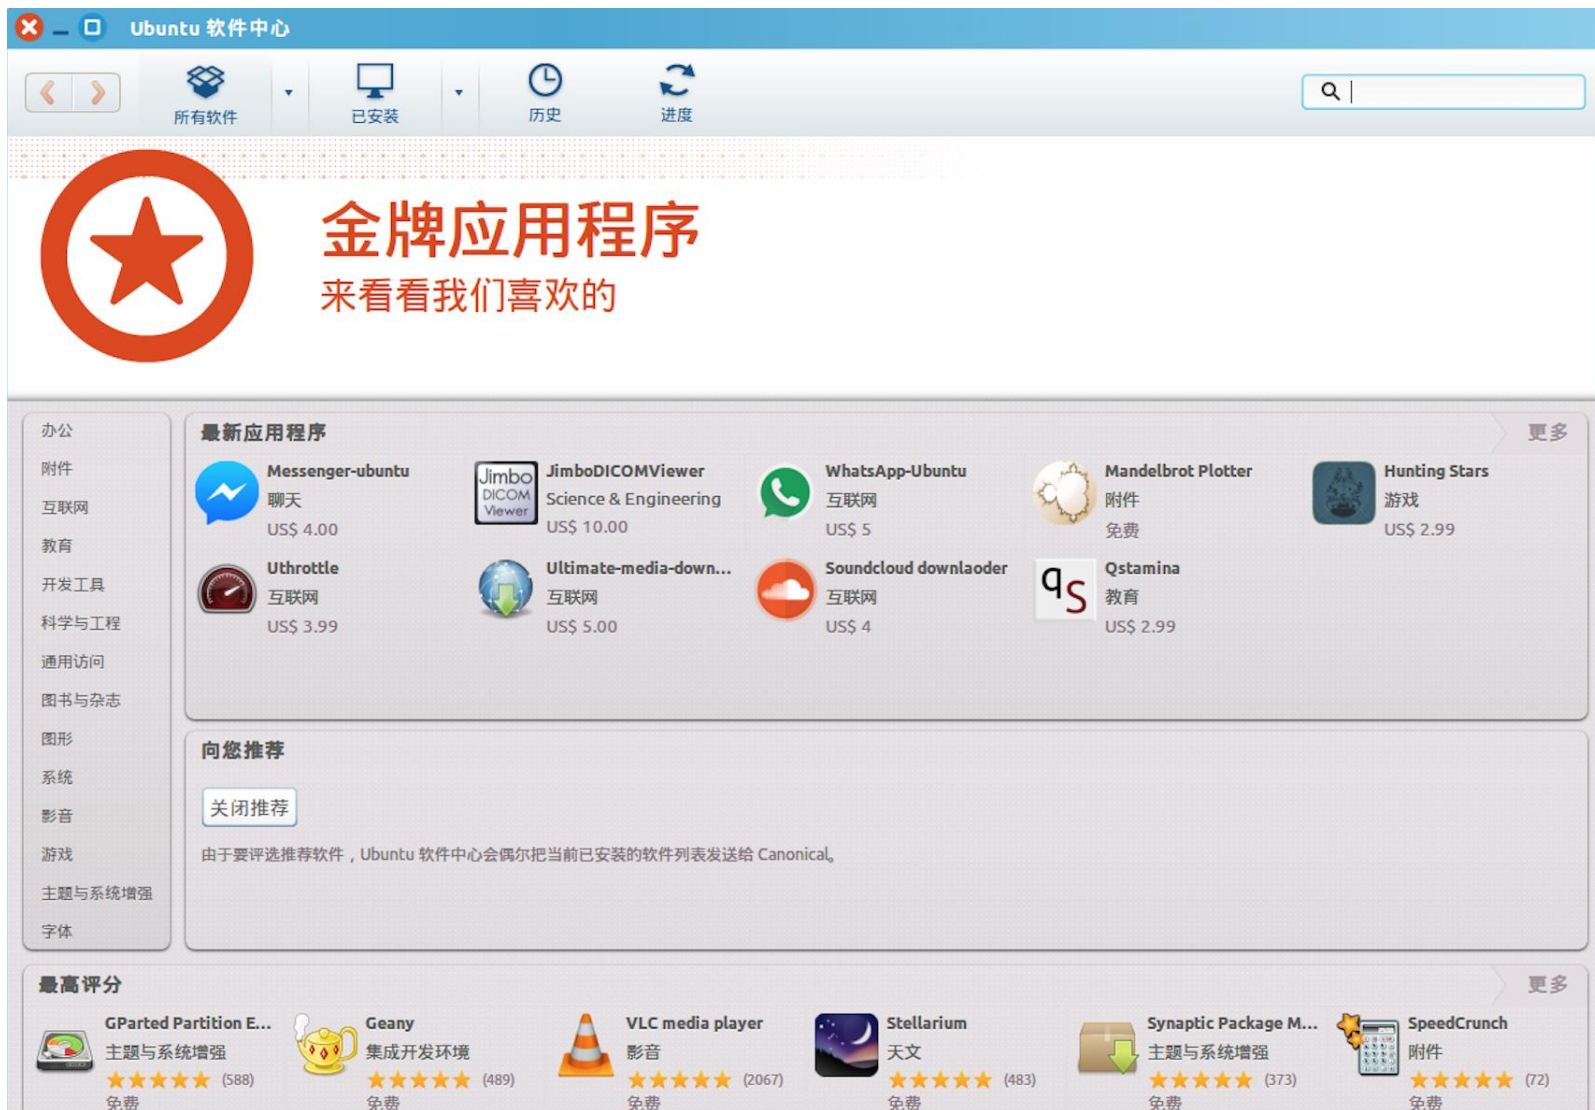 Ubuntu 软件中心
所有软件
已安装
历史
进度
金牌应用程序
来看看我们喜欢的
办公
附件
互联网
教育
开发工具
科学与工程
通用访问
图书与杂志
图形
系统
影音
游戏
主题与系统增强
字体
最新应用程序
更多
Messenger-ubuntu
聊天
US$ 4.00
Jimbo
DICOM
Viewer
JimboDICOMViewer
Science & Engineering
US$ 10.00
WhatsApp-Ubuntu
互联网
US$ 5
Mandelbrot Plotter
附件
免费
Hunting Stars
游戏
US$ 2.99
Uthrottle
互联网
US$ 3.99
Ultimate-media-down...
互联网
US$ 5.00
Soundcloud downlaoder
互联网
US$ 4
qs
Qstamina
教育
US$ 2.99
向您推荐
关闭推荐
由于要评选推荐软件，Ubuntu 软件中心会偶尔把当前已安装的软件列表发送给 Canonical。
最高评分
更多
GParted Partition E...
主题与系统增强
(588)
免费
Geany
集成开发环境
(489)
免费
VLC media player
影音
(2067)
免费
Stellarium
天文
(483)
免费
Synaptic Package M...
主题与系统增强
(373)
免费
SpeedCrunch
附件
(72)
免费